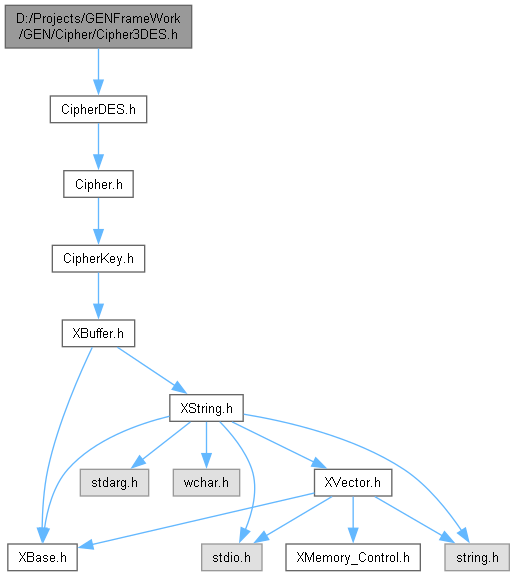 D:/Projects/GENFrameWork
/GEN/Cipher/Cipher3DES.h
CipherDES.h
Cipher.h
CipherKey.h
XBuffer.h
XString.h
stdarg.h
wchar.h
XVector.h
XBase.h
stdio.h
XMemory_Control.h
string.h